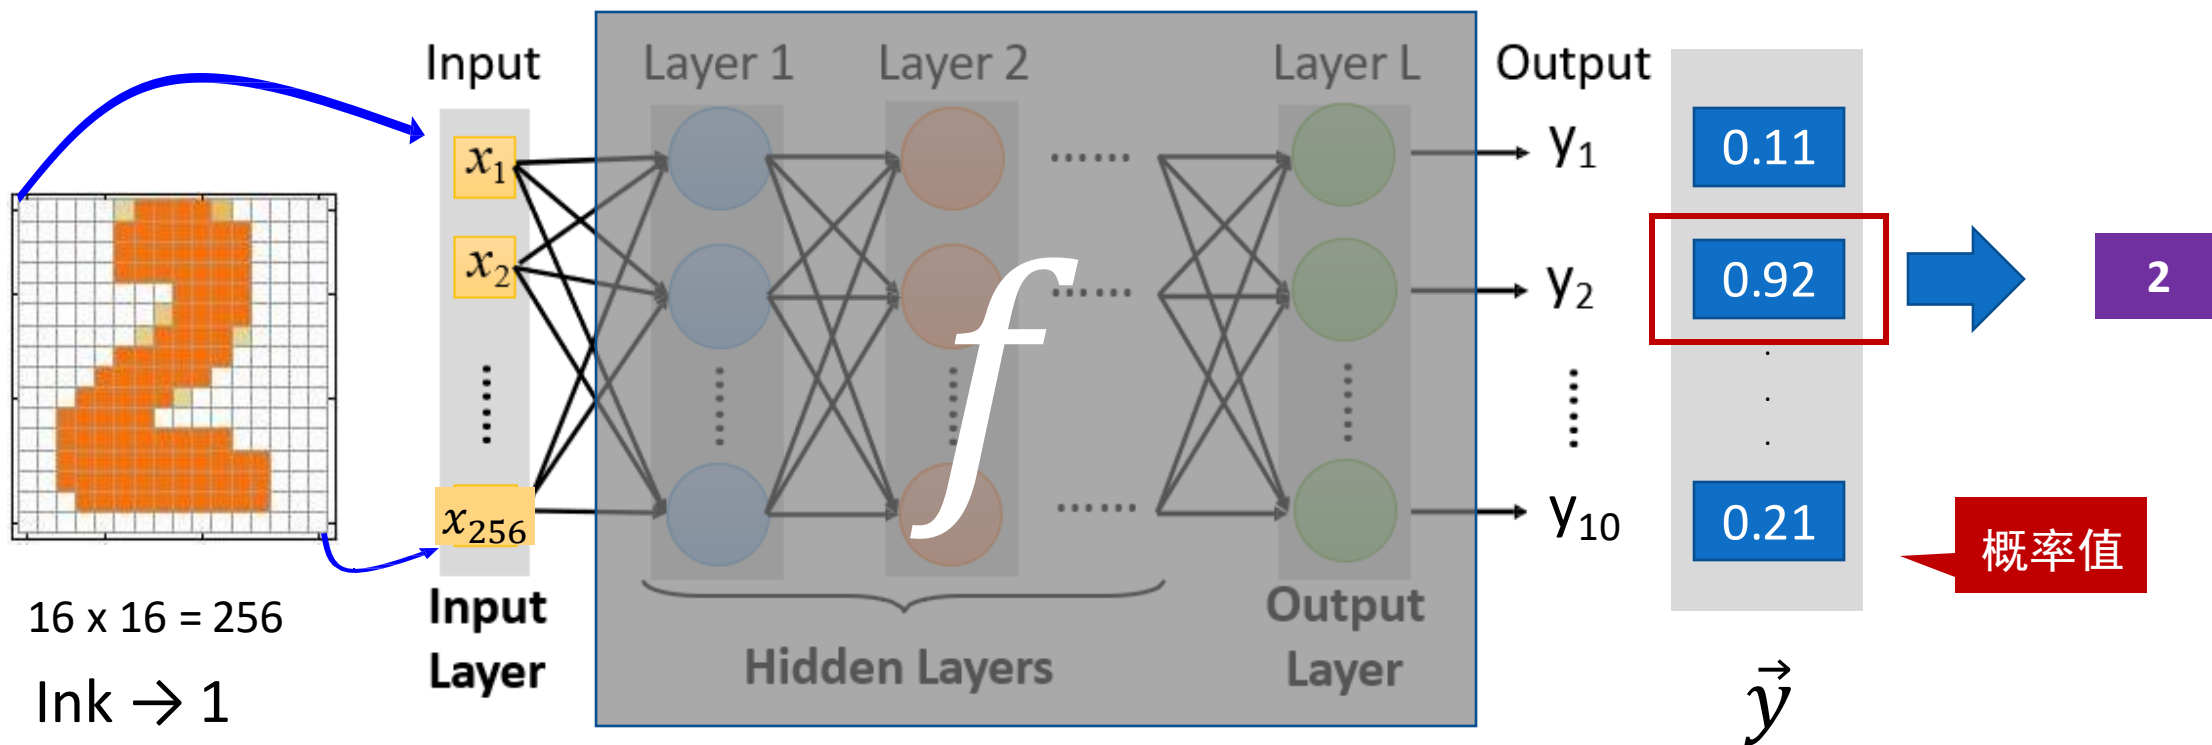 Input
Layer 1
Layer 2
Layer L
Output
x1
x2
......
x256
Input
Layer
16 x 16 = 256
Ink → 1
......
......
......
......
......
f
Hidden Layers
......
Output
Layer
y1
y2
......
y10
0.11
0.92
.
.
.
0.21
y⃗
2
概率值